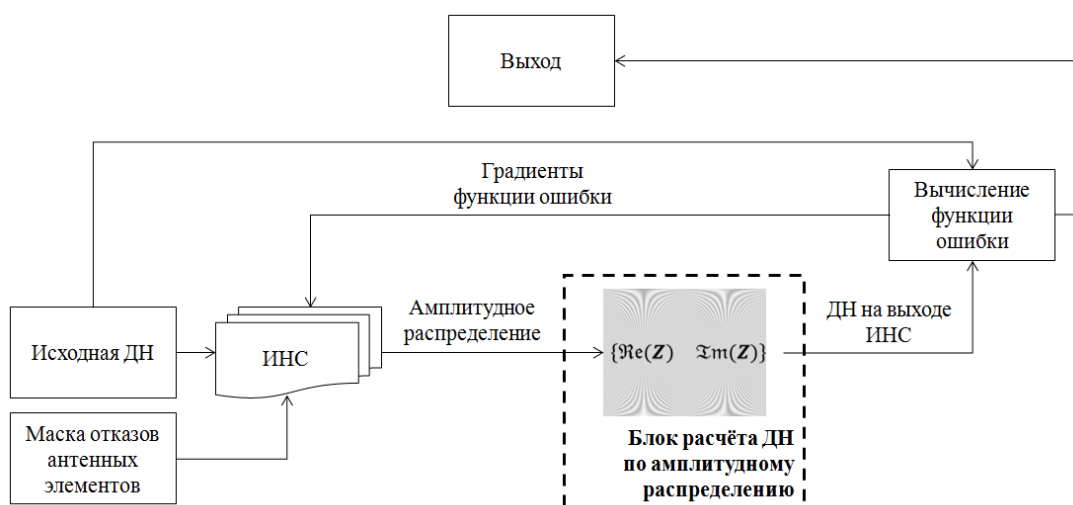 Выход
Градиенты
функции ошибки
Вычисление
функции
ошибки
Исходная ДН
ИНС
Амплитудное
распределение
{ℜe(Z) ℑm(Z)}
ДН на выходе
ИНС
Маска отказов
антенных
элементов
Блок расчёта ДН
по амплитудному
распределению